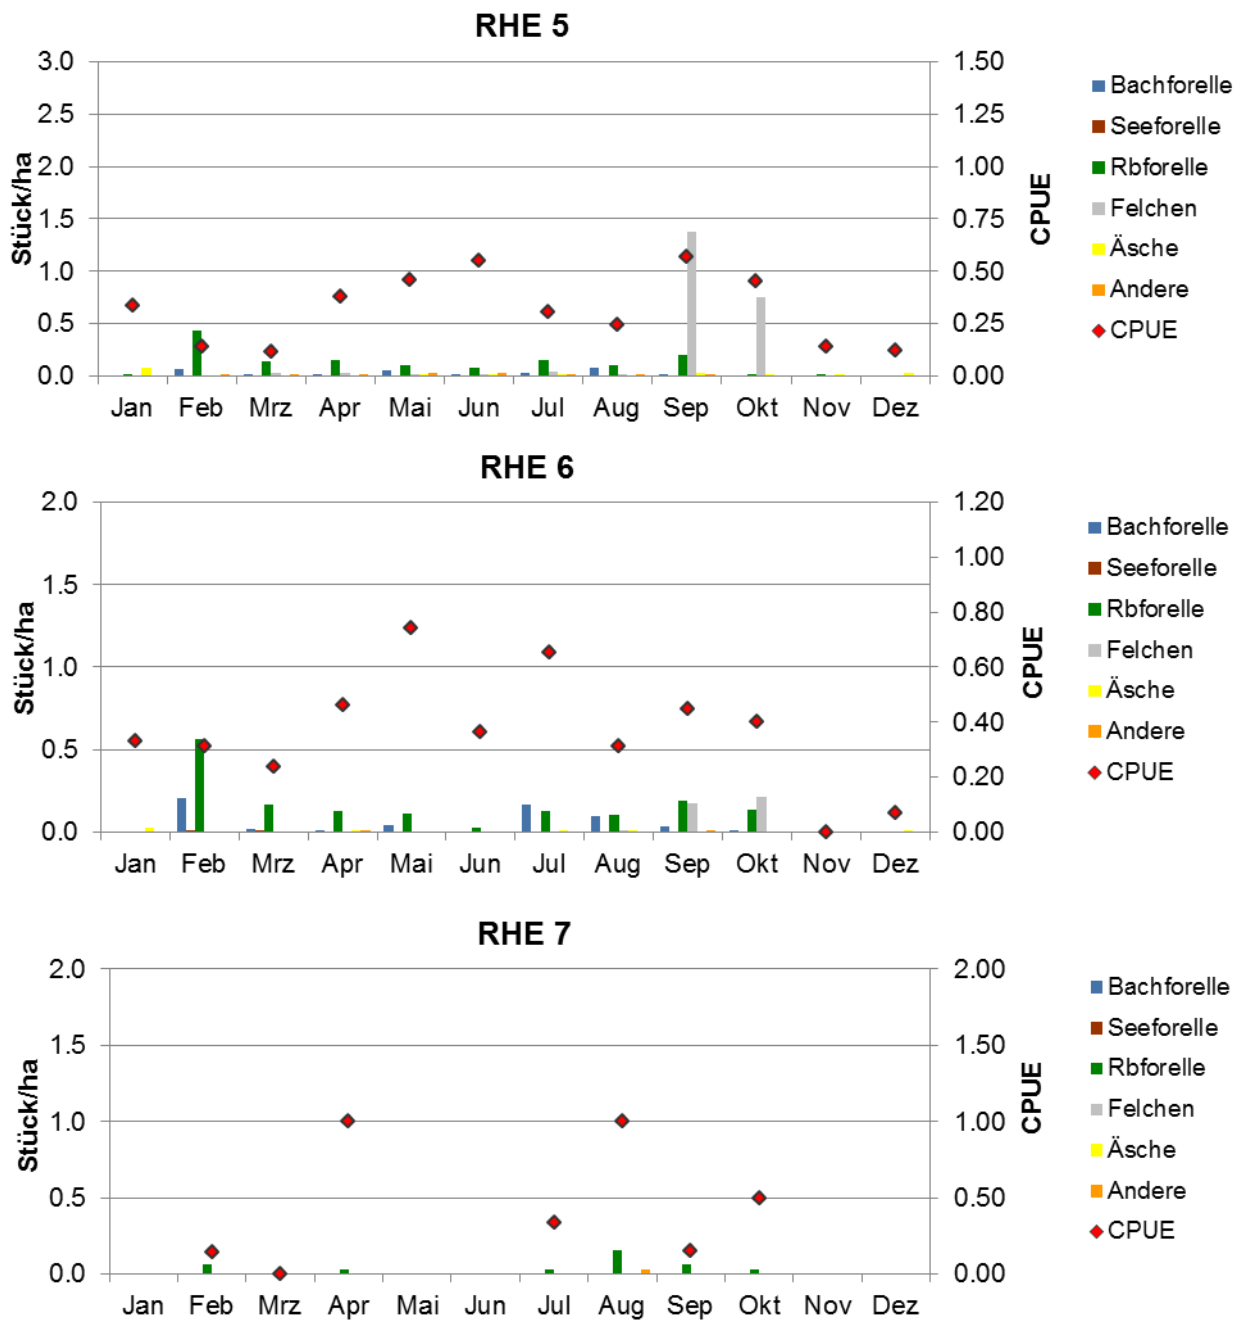 RHE 5
3.0
2.5
2.0
1.5
1.0
0.5
0.0
Stück/ha
1.50
1.25
1.00
0.75
0.50
0.25
0.00
CPUE
Jan Feb Mrz Apr Mai Jun Jul Aug Sep Okt Nov Dez
Bachforelle
Seeforelle
Rbforelle
Felchen
Äsche
Andere
CPUE
RHE 6
2.0
1.5
1.0
0.5
0.0
Stück/ha
1.20
1.00
0.80
0.60
0.40
0.20
0.00
CPUE
Jan Feb Mrz Apr Mai Jun Jul Aug Sep Okt Nov Dez
Bachforelle
Seeforelle
Rbforelle
Felchen
Äsche
Andere
CPUE
RHE 7
2.0
1.5
1.0
0.5
0.0
Stück/ha
2.00
1.50
1.00
0.50
0.00
CPUE
Jan Feb Mrz Apr Mai Jun Jul Aug Sep Okt Nov Dez
Bachforelle
Seeforelle
Rbforelle
Felchen
Äsche
Andere
CPUE